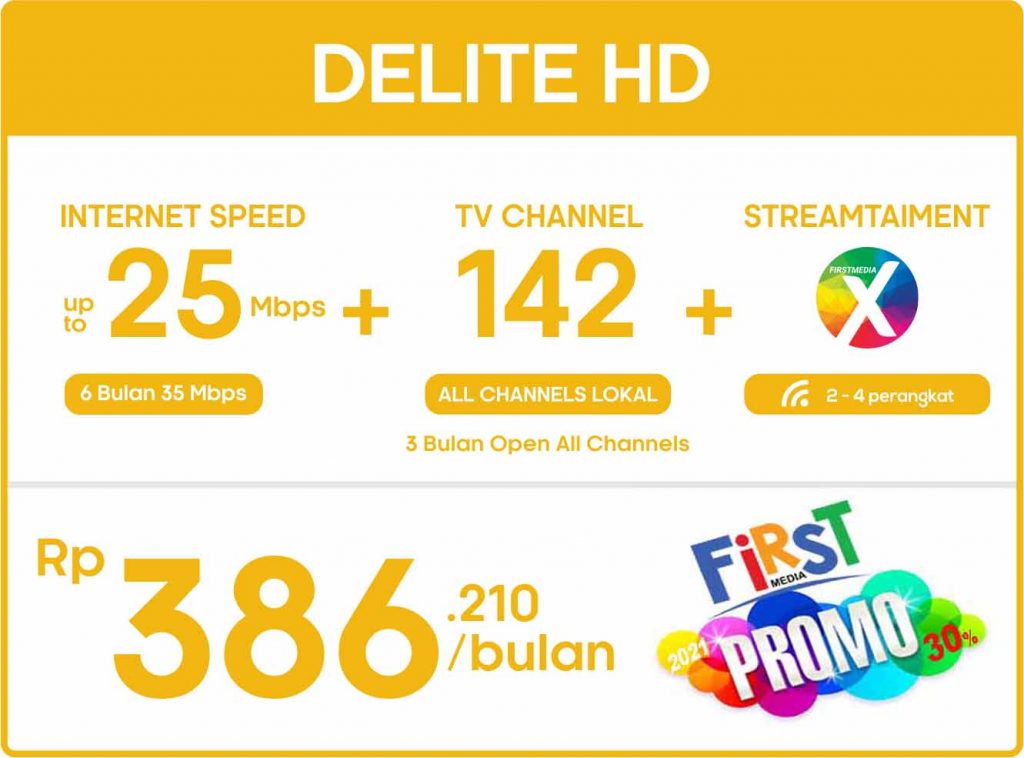 DELITE HD
INTERNET SPEED
up to 25 Mbps
6 Bulan 35 Mbps
+
TV CHANNEL
142
ALL CHANNELS LOKAL
3 Bulan Open All Channels
+
STREAMTAIMENT
FIRSTMEDIA
X
2 - 4 perangkat
Rp 386.210
/bulan
FiRST
MEDIA
2021 PROMO 30%